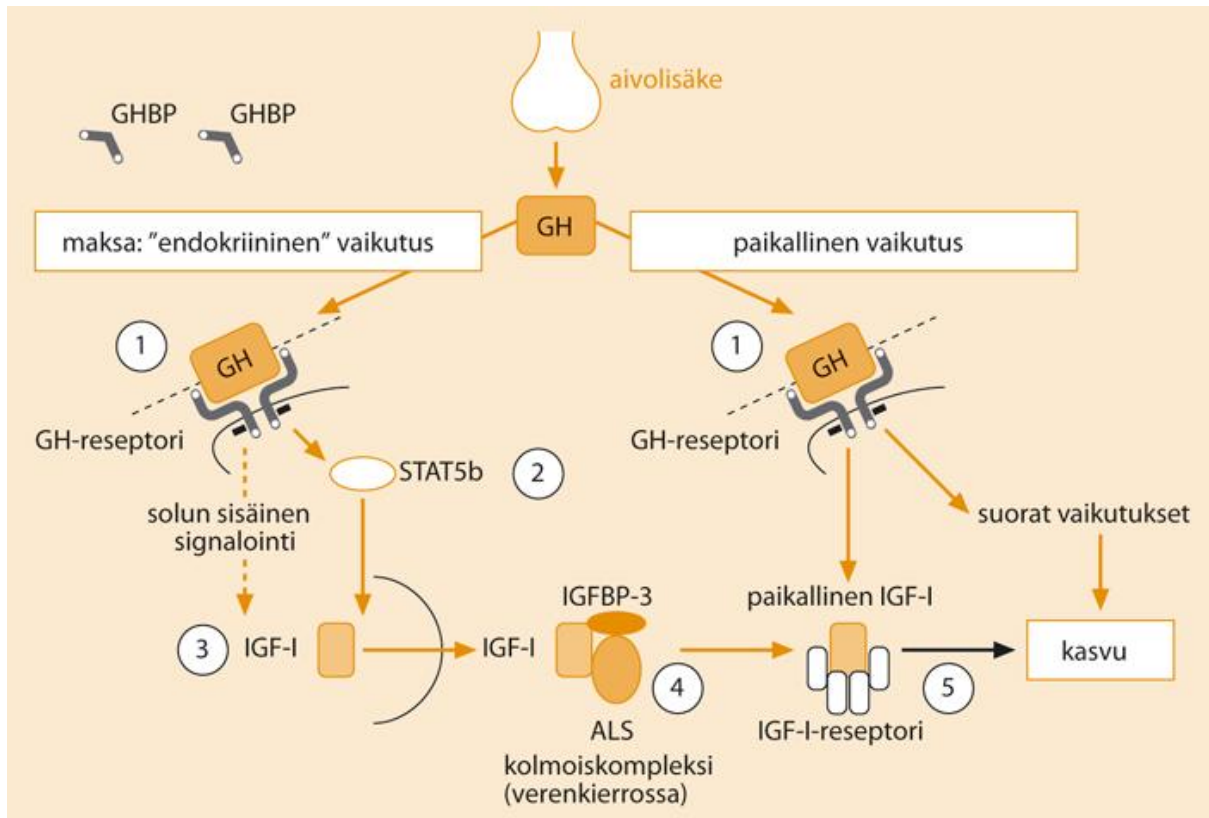 aivolisäke
GHBP
GHBP
GH
maksa: ”endokriininen” vaikutus
paikallinen vaikutus
1
GH
GH-reseptori
1
GH
GH-reseptori
STAT5b
2
solun sisäinen
signalointi
suorat vaikutukset
3
IGF-I
IGF-I
IGFBP-3
ALS
4
kolmoiskompleksi
(verenkierrossa)
paikallinen IGF-I
IGF-I-reseptori
5
kasvu